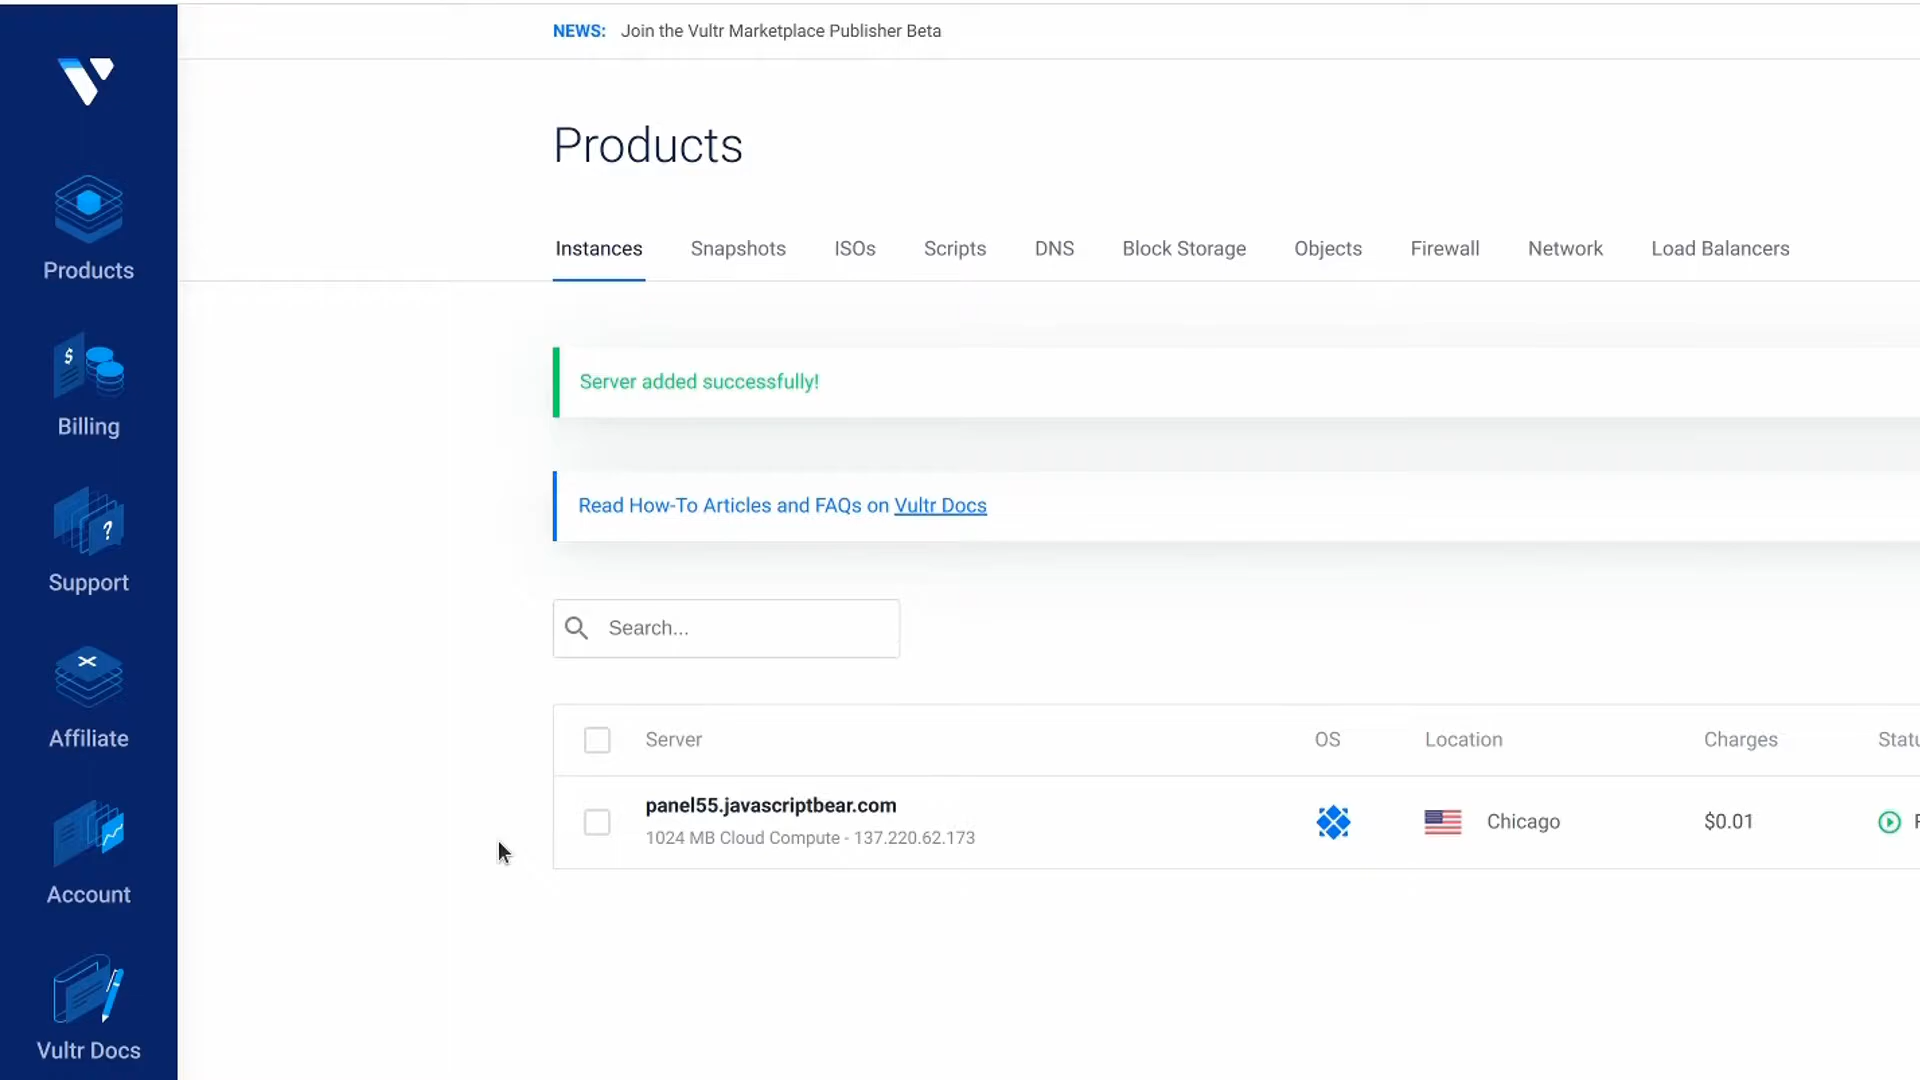 NEWS: Join the Vultr Marketplace Publisher Beta
Products
Instances Snapshots ISOs Scripts DNS Block Storage Objects Firewall Network Load Balancers
Server added successfully!
Read How-To Articles and FAQs on Vultr Docs
Search...
Server OS Location Charges Statu
panel55.javascriptbear.com Chicago $0.01
1024 MB Cloud Compute - 137.220.62.173
Products
$
Billing
?
Support
Affiliate
Account
Vultr Docs